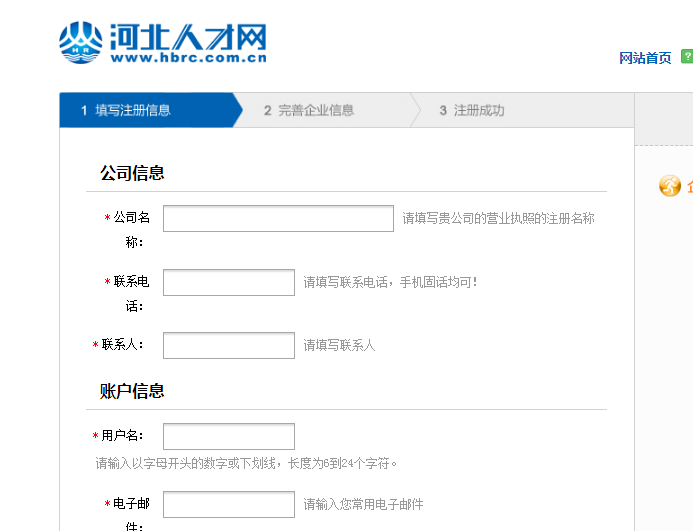 河北人才网
www.hbrc.com.cn
网站首页 ?
1 填写注册信息 2 完善企业信息 3 注册成功
公司信息
*公司名 请填写贵公司的营业执照的注册名称
称:
*联系电 请填写联系电话，手机固话均可!
话:
*联系人: 请填写联系人
账户信息
*用户名:
请输入以字母开头的数字或下划线，长度为6到24个字符。
*电子邮 请输入您常用电子邮件
件: